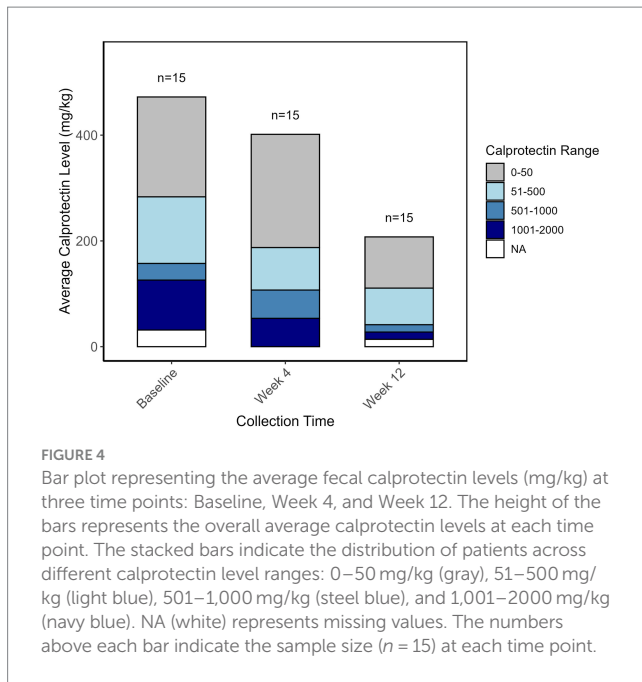 n=15
n=15
n=15
Average Calprotectin Level (mg/kg)
400
200
0
Baseline
Week 4
Week 12
Collection Time
Calprotectin Range
0-50
51-500
501-1000
1001-2000
NA
FIGURE 4
Bar plot representing the average fecal calprotectin levels (mg/kg) at
three time points: Baseline, Week 4, and Week 12. The height of the
bars represents the overall average calprotectin levels at each time
point. The stacked bars indicate the distribution of patients across
different calprotectin level ranges: 0–50 mg/kg (gray), 51–500 mg/
kg (light blue), 501–1,000 mg/kg (steel blue), and 1,001–2000 mg/kg
(navy blue). NA (white) represents missing values. The numbers
above each bar indicate the sample size (n = 15) at each time point.